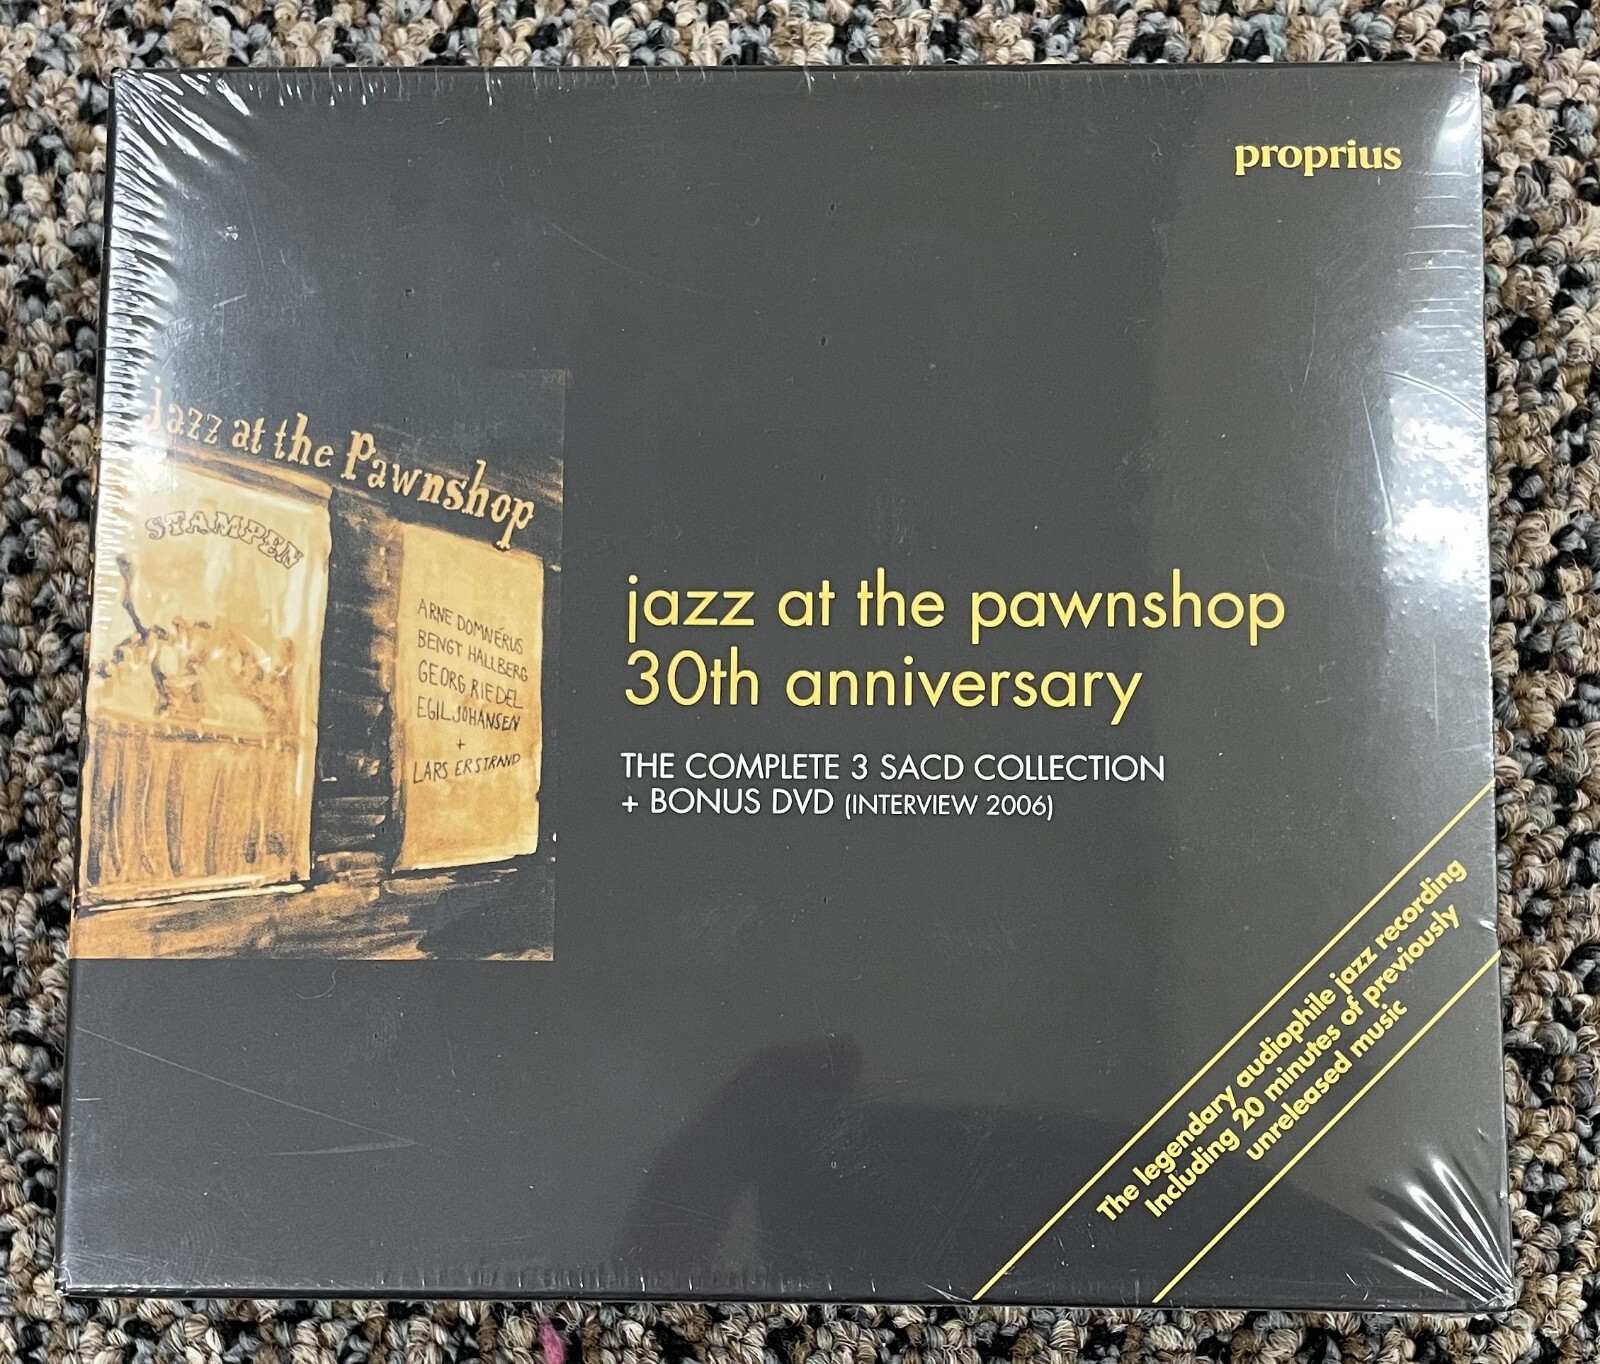 proprius
jazz at the Pawnshop
STAMPEN
ARNE DOMNÉRUS
BENGT HALLBERG
GEORG RIEDEL
EGIL JOHANSEN
+
LARS ERSTRAND
jazz at the pawnshop
30th anniversary
THE COMPLETE 3 SACD COLLECTION
+ BONUS DVD (INTERVIEW 2006)
The legendary audiophile jazz recording
Including 20 minutes of previously
unreleased music